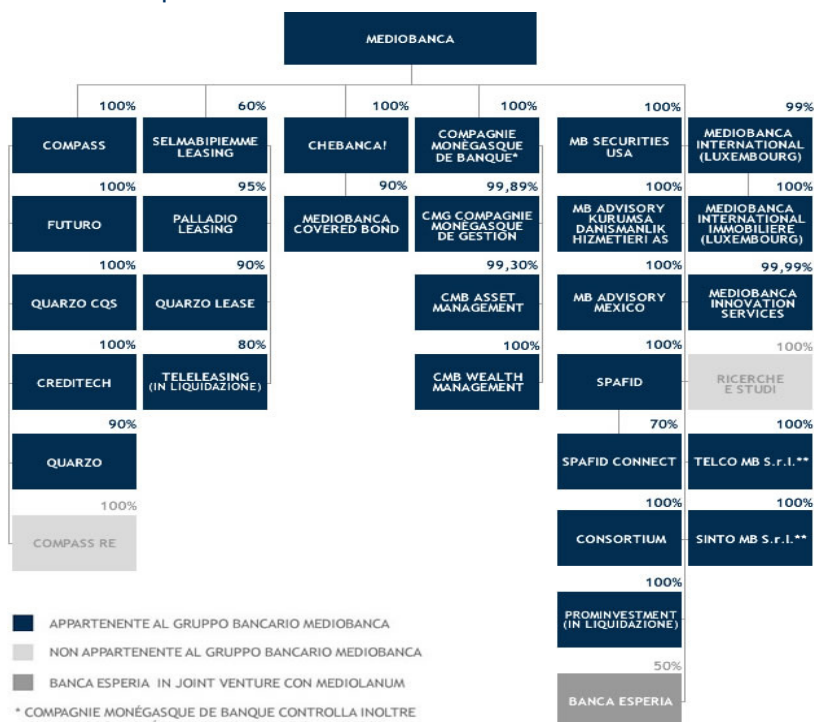 MEDIOBANCA
100%
60%
100%
100%
100%
99%
COMPASS
SELMABIPIEMME
LEASING
CHEBANCA!
COMPAGNIE
MONÉGASQUE
DE BANQUE*
MB SECURITIES
USA
MEDIOBANCA
INTERNATIONAL
(LUXEMBOURG)
100%
95%
90%
99,89%
100%
100%
FUTURO
PALLADIO
LEASING
MEDIOBANCA
COVERED BOND
CMG COMPAGNIE
MONÉGASQUE
DE GESTIÓN
MB ADVISORY
KURUMSA
DANISMANLIK
HIZMETIERI AS
MEDIOBANCA
INTERNATIONAL
IMMOBILIERE
(LUXEMBOURG)
100%
90%
99,30%
100%
99,99%
QUARZO CQS
QUARZO LEASE
CMB ASSET
MANAGEMENT
MB ADVISORY
MEXICO
MEDIOBANCA
INNOVATION
SERVICES
100%
80%
100%
100%
100%
CREDITECH
TELELEASING
(IN LIQUIDAZIONE)
CMB WEALTH
MANAGEMENT
SPAFID
RICERCHE
E STUDI
90%
70%
100%
QUARZO
SPAFID CONNECT
TELCO MB S.r.l.**
100%
100%
100%
COMPASS RE
CONSORTIUM
SINTO MB S.r.l.**
100%
PROMINVESTMENT
(IN LIQUIDAZIONE)
50%
BANCA ESPERIA
APPARTENENTE AL GRUPPO BANCARIO MEDIOBANCA
NON APPARTENENTE AL GRUPPO BANCARIO MEDIOBANCA
BANCA ESPERIA IN JOINT VENTURE CON MEDIOLANUM
* COMPAGNIE MONÉGASQUE DE BANQUE CONTROLLA INOLTRE